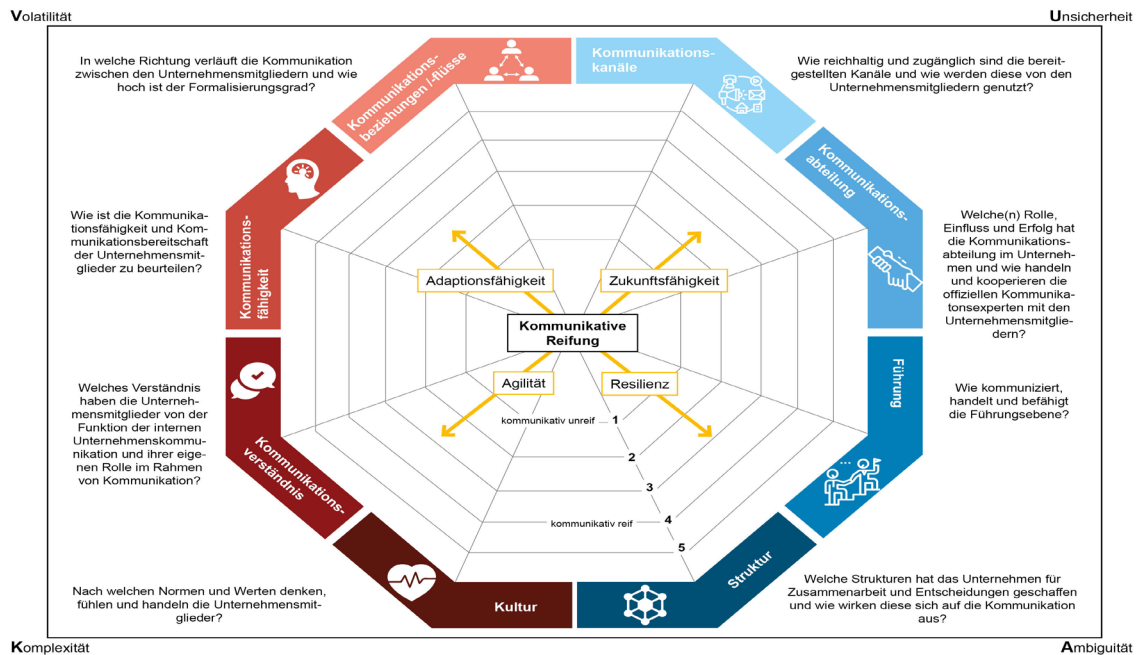 Volatilität
Unsicherheit
In welche Richtung verläuft die Kommunikation
zwischen den Unternehmensmitgliedern und wie
hoch ist der Formalisierungsgrad?
Kommunikations-
beziehungen /-flüsse
Kommunikations-
kanäle
Wie reichhaltig und zugänglich sind die bereit-
gestellten Kanäle und wie werden diese von den
Unternehmensmitgliedern genutzt?
Kommunikations-
abteilung
Wie ist die Kommunika-
tionsfähigkeit und Kom-
munikationsbereitschaft
der Unternehmensmit-
glieder zu beurteilen?
Kommunikations-
fähigkeit
Welche(n) Rolle,
Einfluss und Erfolg hat
die Kommunikations-
abteilung im Unterneh-
men und wie handeln
und kooperieren die
offiziellen Kommunika-
tonsexperten mit den
Unternehmensmitglie-
dern?
Adaptionsfähigkeit
Zukunftsfähigkeit
Kommunikative
Reifung
Agilität
Resilienz
kommunikativ unreif
1
2
3
kommunikativ reif
4
5
Führung
Wie kommuniziert,
handelt und befähigt
die Führungsebene?
Welches Verständnis
haben die Unterneh-
mensmitglieder von der
Funktion der internen
Unternehmenskommu-
nikation und ihrer eige-
nen Rolle im Rahmen
von Kommunikation?
Kommunikations-
verständnis
Kultur
Struktur
Nach welchen Normen und Werten denken,
fühlen und handeln die Unternehmensmit-
glieder?
Welche Strukturen hat das Unternehmen für
Zusammenarbeit und Entscheidungen geschaffen
und wie wirken diese sich auf die Kommunikation
aus?
Komplexität
Ambiguität